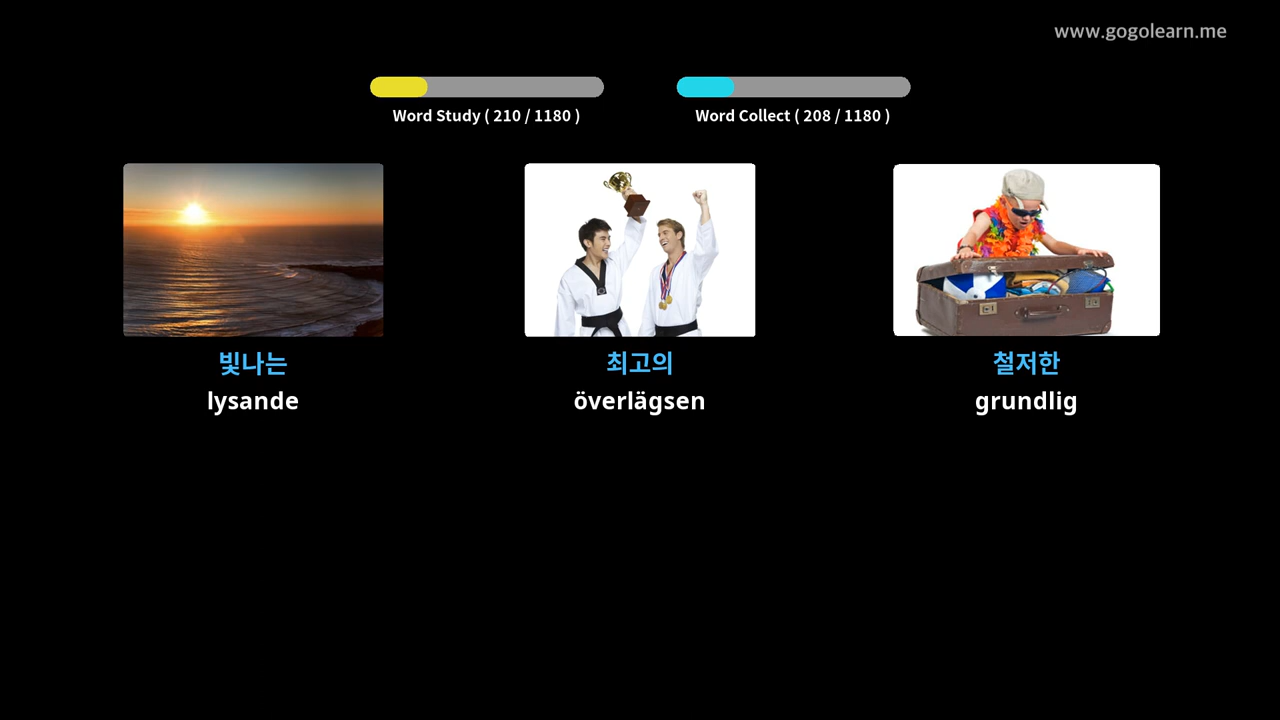 www.gogolearn.me
Word Study ( 210 / 1180 )
Word Collect ( 208 / 1180 )
빛나는
최고의
철저한
lysande
överlägsen
grundlig